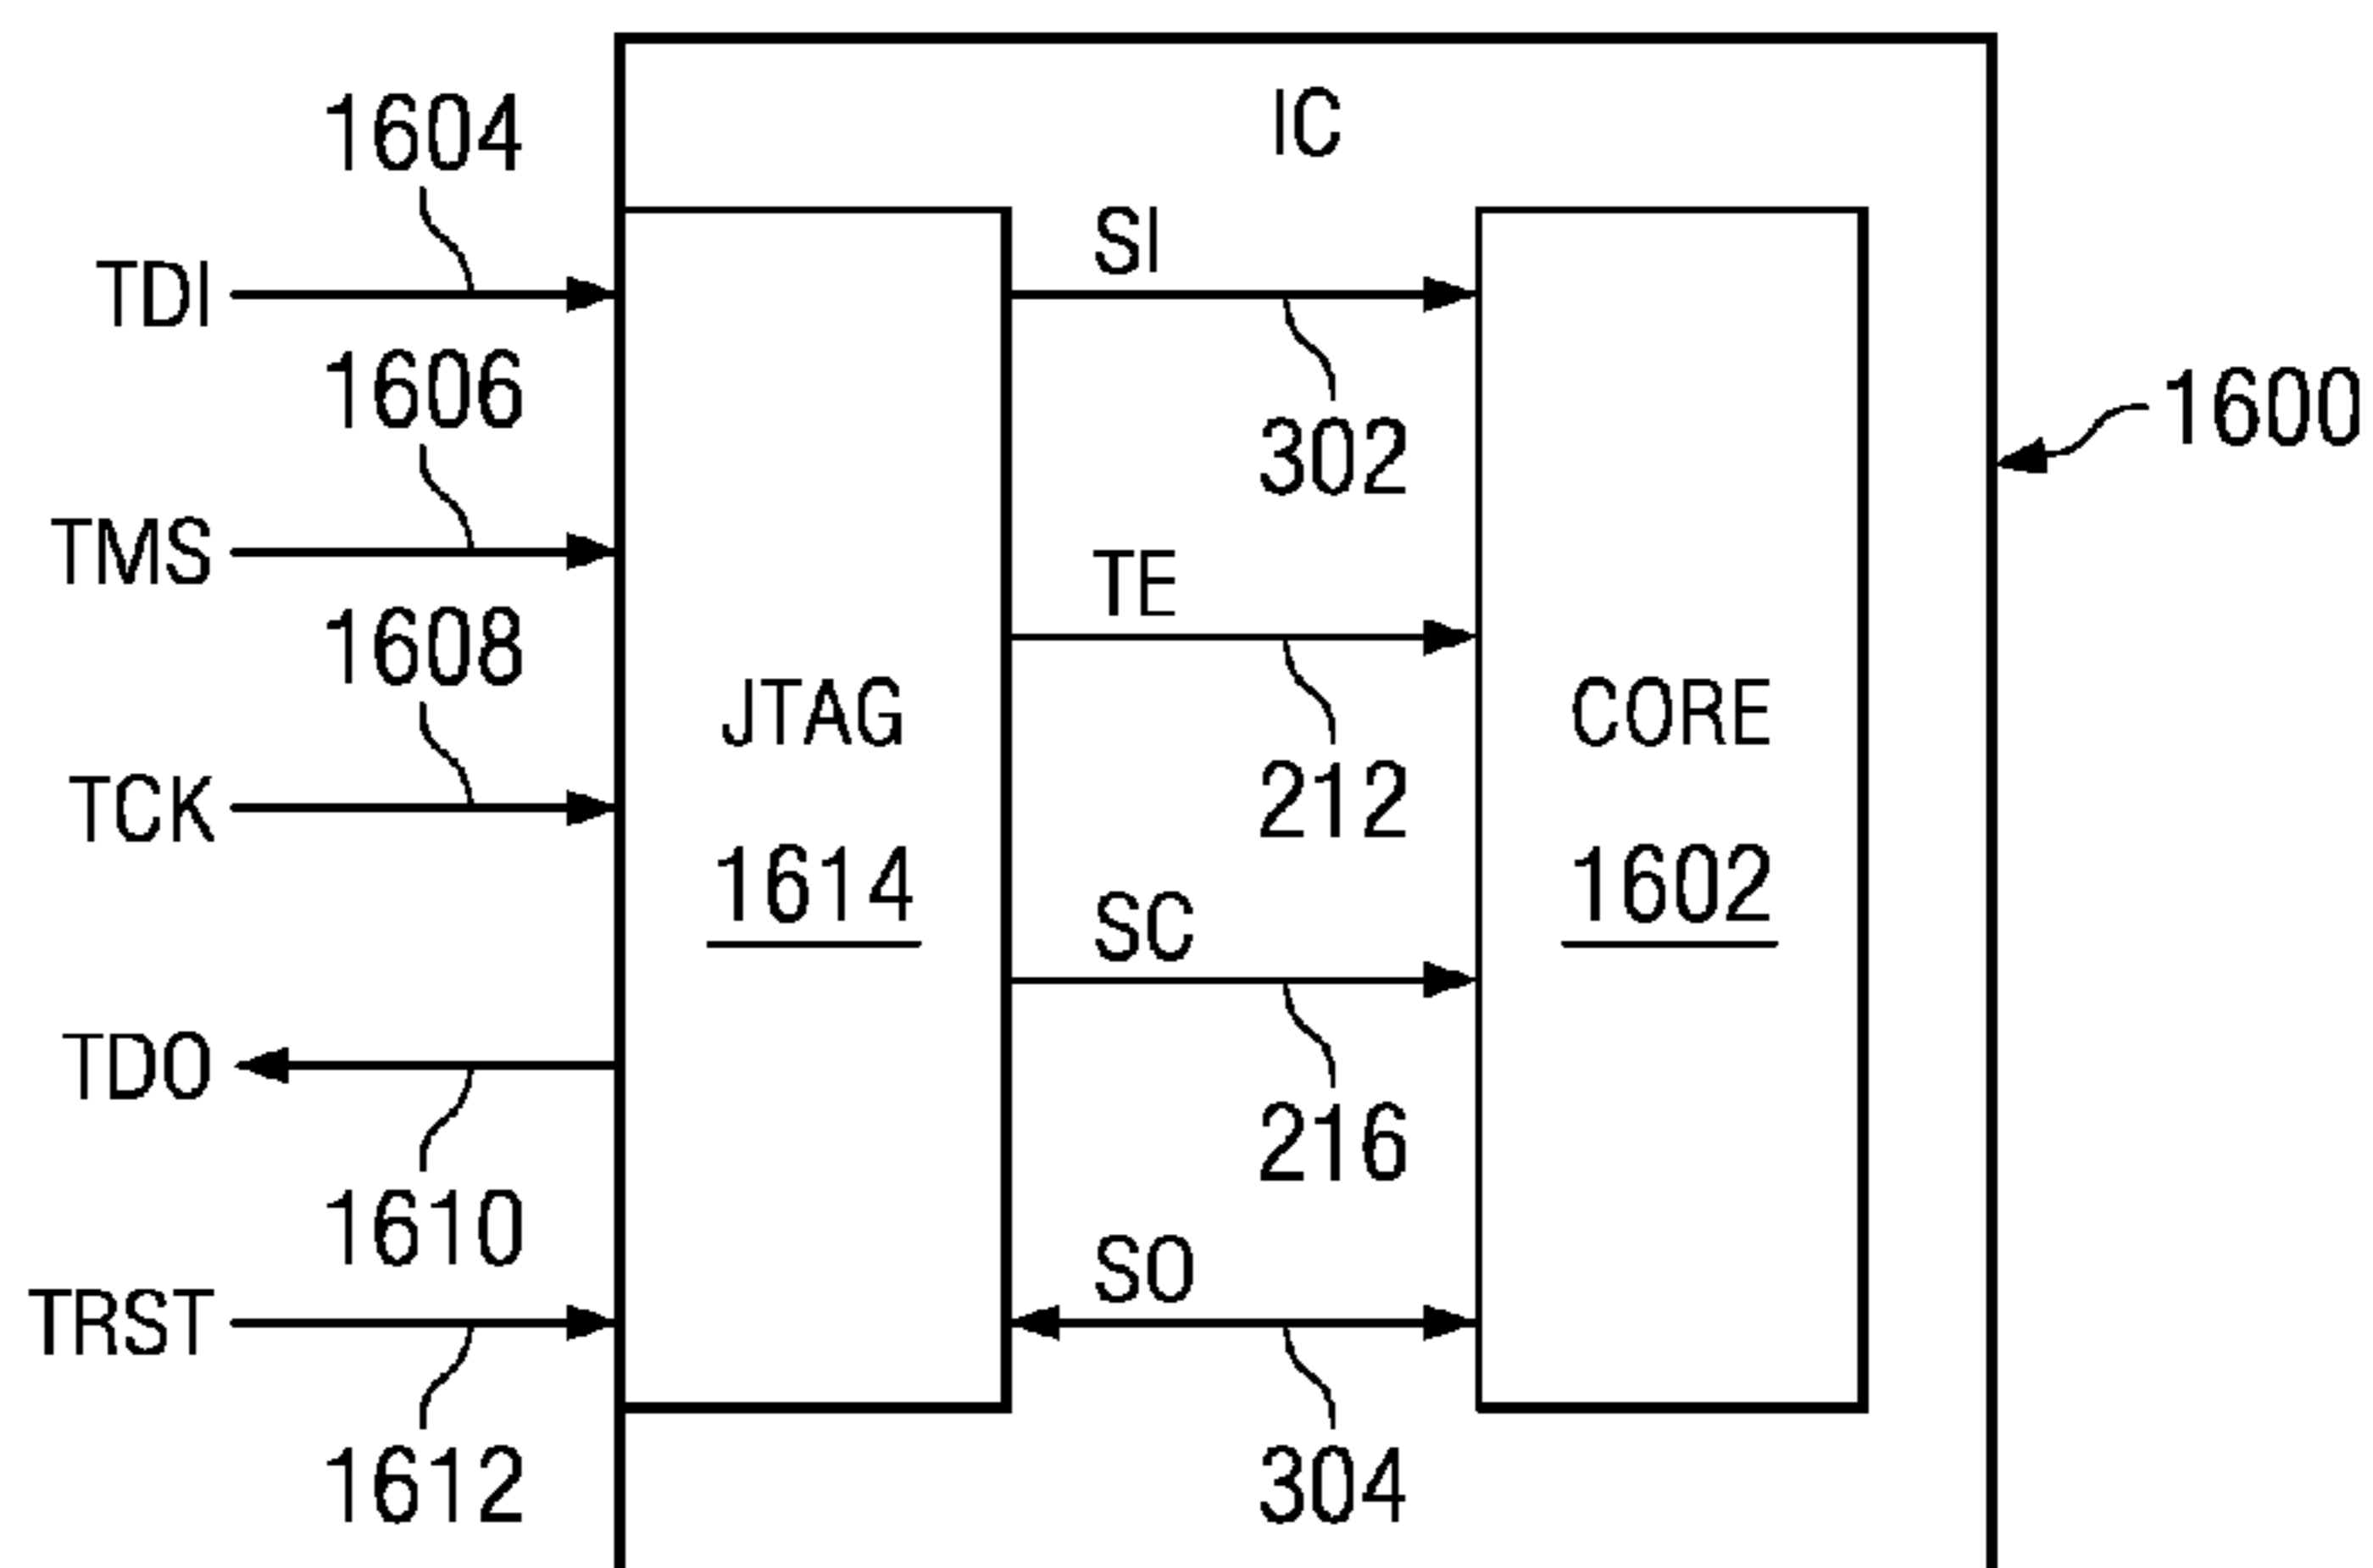 IC
1604
TDI
1606
TMS
1608
TCK
TDO
1610
TRST
1612
JTAG
1614
SI
302
TE
212
SC
216
SO
304
CORE
1602
1600